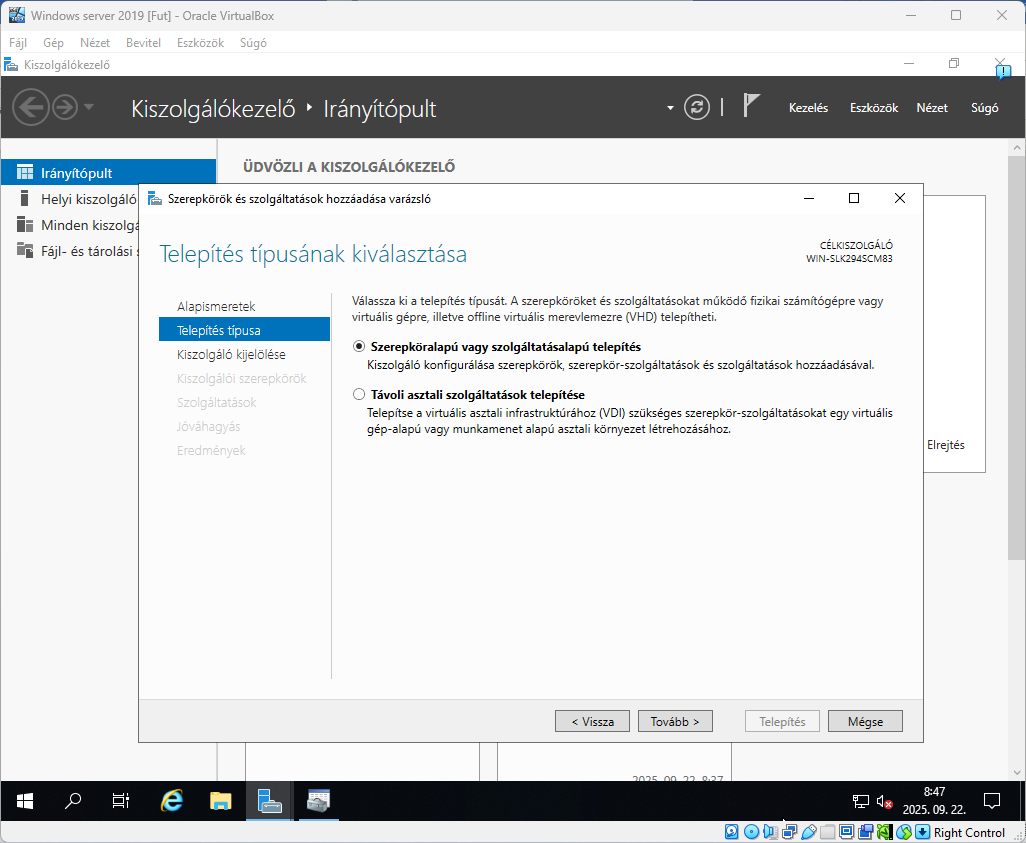 Windows server 2019 [Fut] - Oracle VirtualBox
Fájl Gép Nézet Bevitel Eszközök Súgó
Kiszolgálókezelő
Kiszolgálókezelő Irányítópult
Kezelés Eszközök Nézet Súgó
Irányítópult
Helyi kiszolgáló
Minden kiszolgá
Fájl- és tárolási s
ÜDVÖZLI A KISZOLGÁLÓKEZELŐ
Szerepkörök és szolgáltatások hozzáadása varázsló
Telepítés típusának kiválasztása
CÉLKISZOLGÁLÓ
WIN-SLK294SCM83
Alapismeretek
Telepítés típusa
Kiszolgáló kijelölése
Kiszolgálói szerepkörök
Szolgáltatások
Jóváhagyás
Eredmények
Válassza ki a telepítés típusát. A szerepköröket és szolgáltatásokat működő fizikai számítógépre vagy
virtuális gépre, illetve offline virtuális merevlemezre (VHD) telepítheti.
Szerepköralapú vagy szolgáltatásalapú telepítés
Kiszolgáló konfigurálása szerepkörök, szerepkör-szolgáltatások és szolgáltatások hozzáadásával.
Távoli asztali szolgáltatások telepítése
Telepítse a virtuális asztali infrastruktúrához (VDI) szükséges szerepkör-szolgáltatásokat egy virtuális
gép-alapú vagy munkamenet alapú asztali környezet létrehozásához.
Elrejtés
< Vissza Tovább > Telepítés Mégse
2025. 09. 22. 8:37
8:47
2025. 09. 22.
Right Control